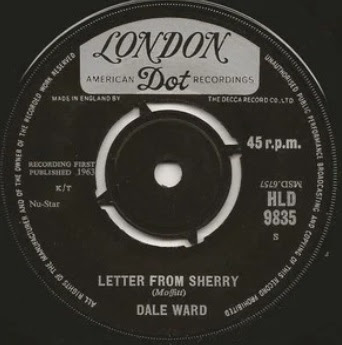 LONDON
AMERICAN Dot RECORDINGS
MADE IN ENGLAND BY THE DECCA RECORD CO., LTD
45 r.p.m.
RECORDING FIRST
PUBLISHED .1963
K/T
Nu-Star
MSD.6757
HLD
9835
S
LETTER FROM SHERRY
(Moffitt)
DALE WARD
ALL RIGHTS OF THE MANUFACTURER AND OF THE OWNER OF THE RECORDED WORK RESERVED
UNAUTHORISED PUBLIC PERFORMANCE BROADCASTING AND COPYING OF THIS RECORD PROHIBITED